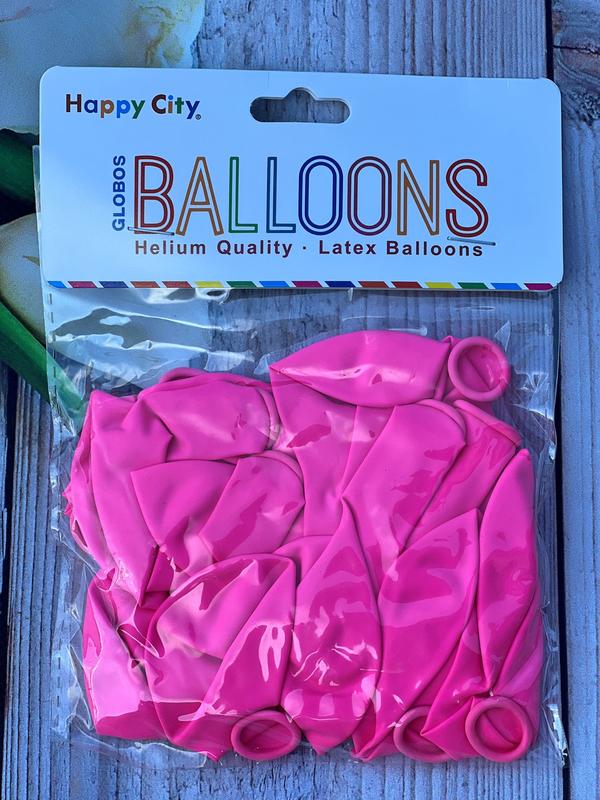 Happy City®
GLOBOS
BALLOONS
Helium Quality · Latex Balloons